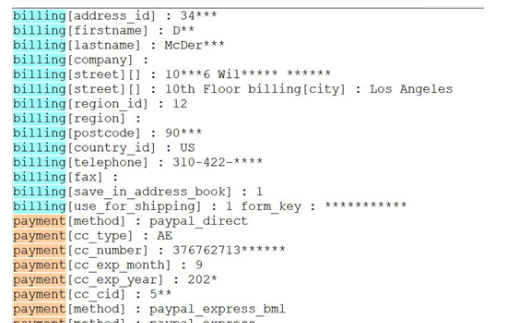 billing[address_id] : 34***
billing[firstname] : D**
billing[lastname] : McDer***
billing[company] :
billing[street][] : 10***6 Wil***** ******
billing[street][] : 10th Floor billing[city] : Los Angeles
billing[region_id] : 12
billing[region] :
billing[postcode] : 90***
billing[country_id] : US
billing[telephone] : 310-422-****
billing[fax] :
billing[save_in_address_book] : 1
billing[use_for_shipping] : 1 form_key : ***********
payment[method] : paypal_direct
payment[cc_type] : AE
payment[cc_number] : 376762713******
payment[cc_exp_month] : 9
payment[cc_exp_year] : 202*
payment[cc_cid] : 5**
payment[method] : paypal_express_bml
payment[method] : paypal_express